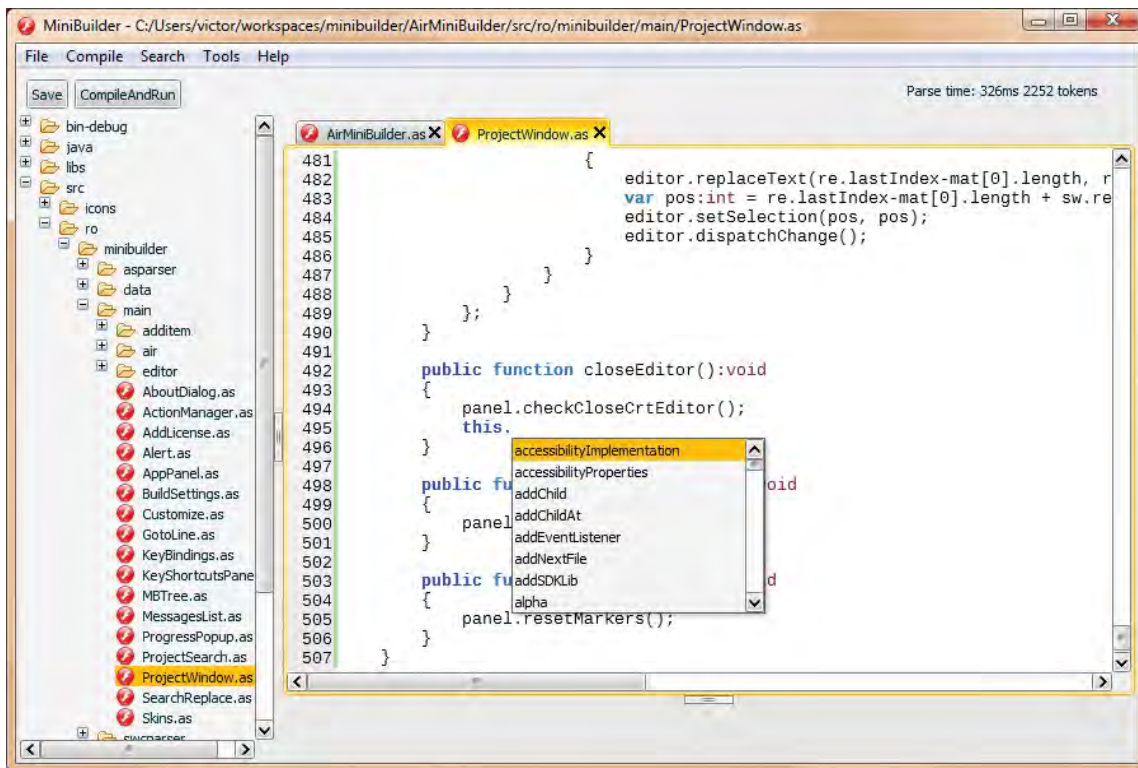 MiniBuilder - C:/Users/victor/workspaces/minibuilder/AirMiniBuilder/src/ro/minibuilder/main/ProjectWindow.as
File Compile Search Tools Help
Save CompileAndRun
Parse time: 326ms 2252 tokens
bin-debug
java
libs
src
icons
ro
minibuilder
asparser
data
main
additem
air
editor
AboutDialog.as
ActionManager.as
AddLicense.as
Alert.as
AppPanel.as
BuildSettings.as
Customize.as
GotoLine.as
KeyBindings.as
KeyShortcutsPane
MBTree.as
MessagesList.as
ProgressPopup.as
ProjectSearch.as
ProjectWindow.as
SearchReplace.as
Skins.as
swcparser
AirMiniBuilder.as ProjectWindow.as
481 {
482 editor.replaceText(re.lastIndex-mat[0].length, r
483 var pos:int = re.lastIndex-mat[0].length + sw.re
484 editor.setSelection(pos, pos);
485 editor.dispatchChange();
486 }
487 }
488 }
489 };
490 }
491
492 public function closeEditor():void
493 {
494 panel.checkCloseCrtEditor();
495 this.
496 }
497
498 public fu oid
499 {
500 panel
501 }
502
503 public fu d
504 {
505 panel.resetMarkers();
506 }
507 }
accessibilityImplementation
accessibilityProperties
addChild
addChildAt
addEventListener
addNextFile
addSDKLib
alpha